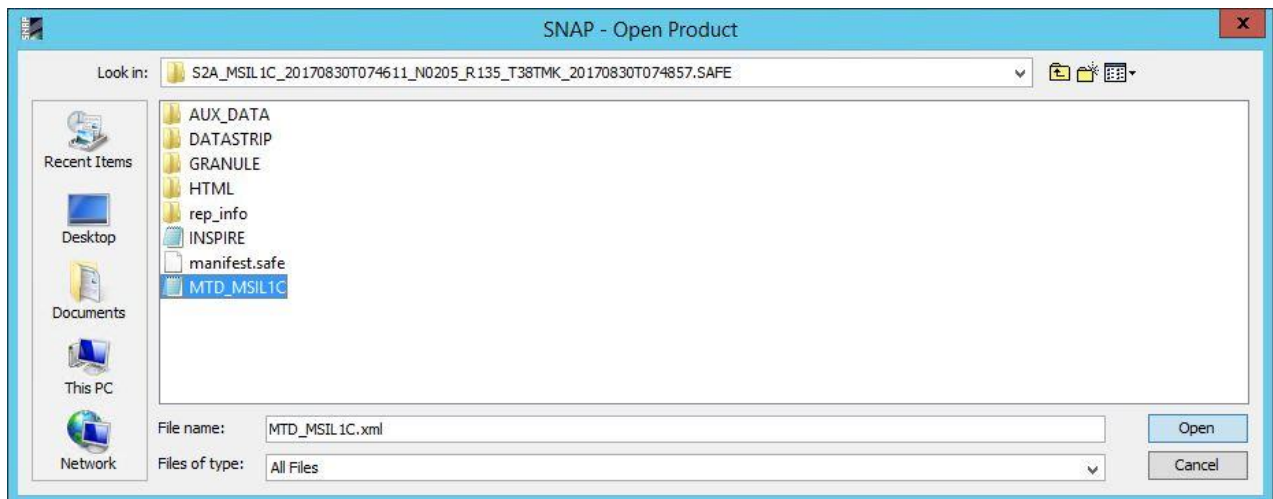 SNAP
SNAP - Open Product
x
Look in:
S2A_MSIL1C_20170830T074611_N0205_R135_T38TMK_20170830T074857.SAFE
Recent Items
Desktop
Documents
This PC
Network
AUX_DATA
DATASTRIP
GRANULE
HTML
rep_info
INSPIRE
manifest.safe
MTD_MSIL1C
File name:
MTD_MSIL1C.xml
Open
Files of type:
All Files
Cancel